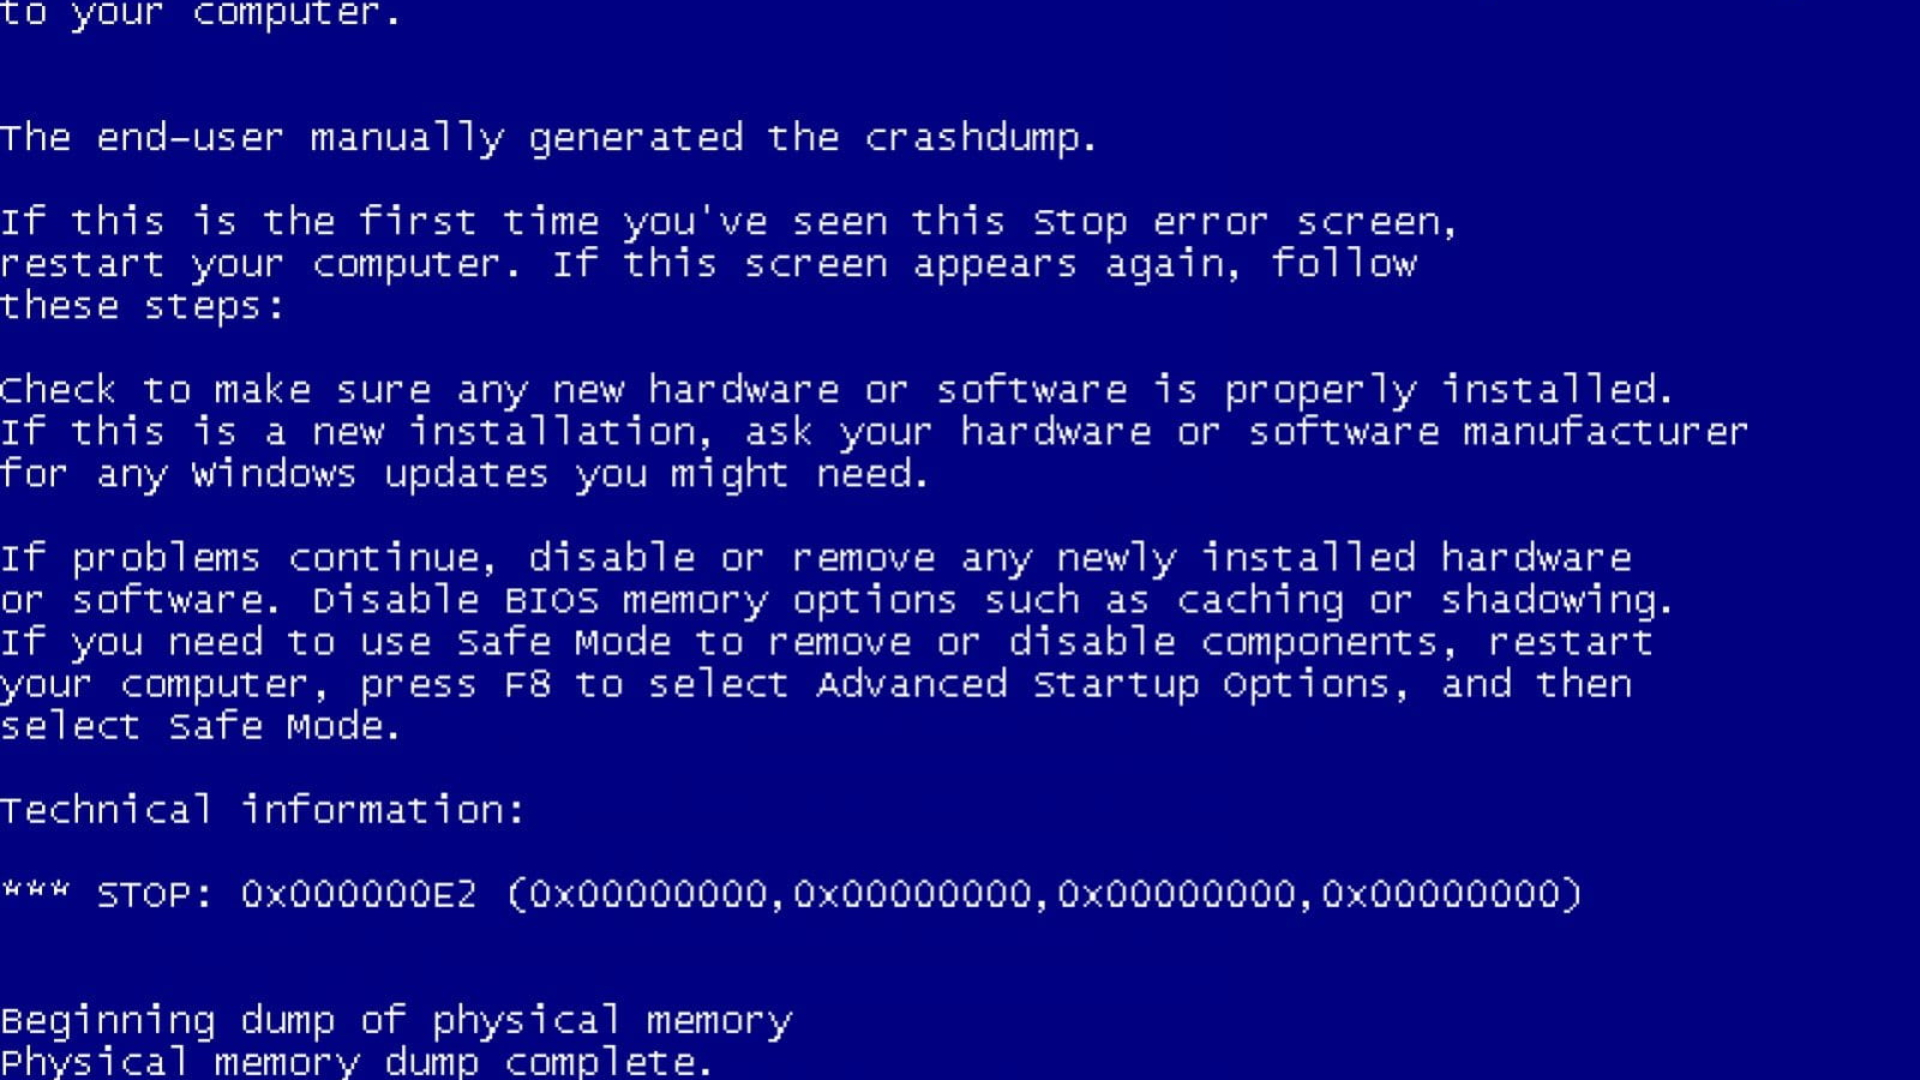 to your computer.
The end-user manually generated the crashdump.
If this is the first time you've seen this Stop error screen,
restart your computer. If this screen appears again, follow
these steps:
Check to make sure any new hardware or software is properly installed.
If this is a new installation, ask your hardware or software manufacturer
for any Windows updates you might need.
If problems continue, disable or remove any newly installed hardware
or software. Disable BIOS memory options such as caching or shadowing.
If you need to use Safe Mode to remove or disable components, restart
your computer, press F8 to select Advanced Startup Options, and then
select Safe Mode.
Technical information:
*** STOP: 0x000000E2 (0x00000000,0x00000000,0x00000000,0x00000000)
Beginning dump of physical memory
Physical memory dump complete.